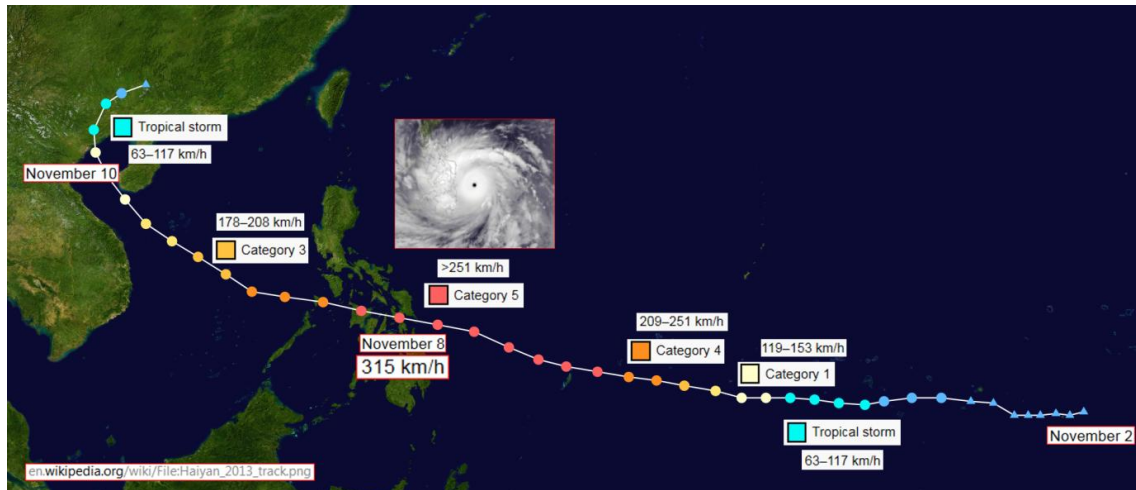 Tropical storm
63–117 km/h
November 10
178–208 km/h
Category 3
>251 km/h
Category 5
November 8
315 km/h
209–251 km/h
Category 4
119–153 km/h
Category 1
Tropical storm
63–117 km/h
November 2
en.wikipedia.org/wiki/File:Haiyan_2013_track.png